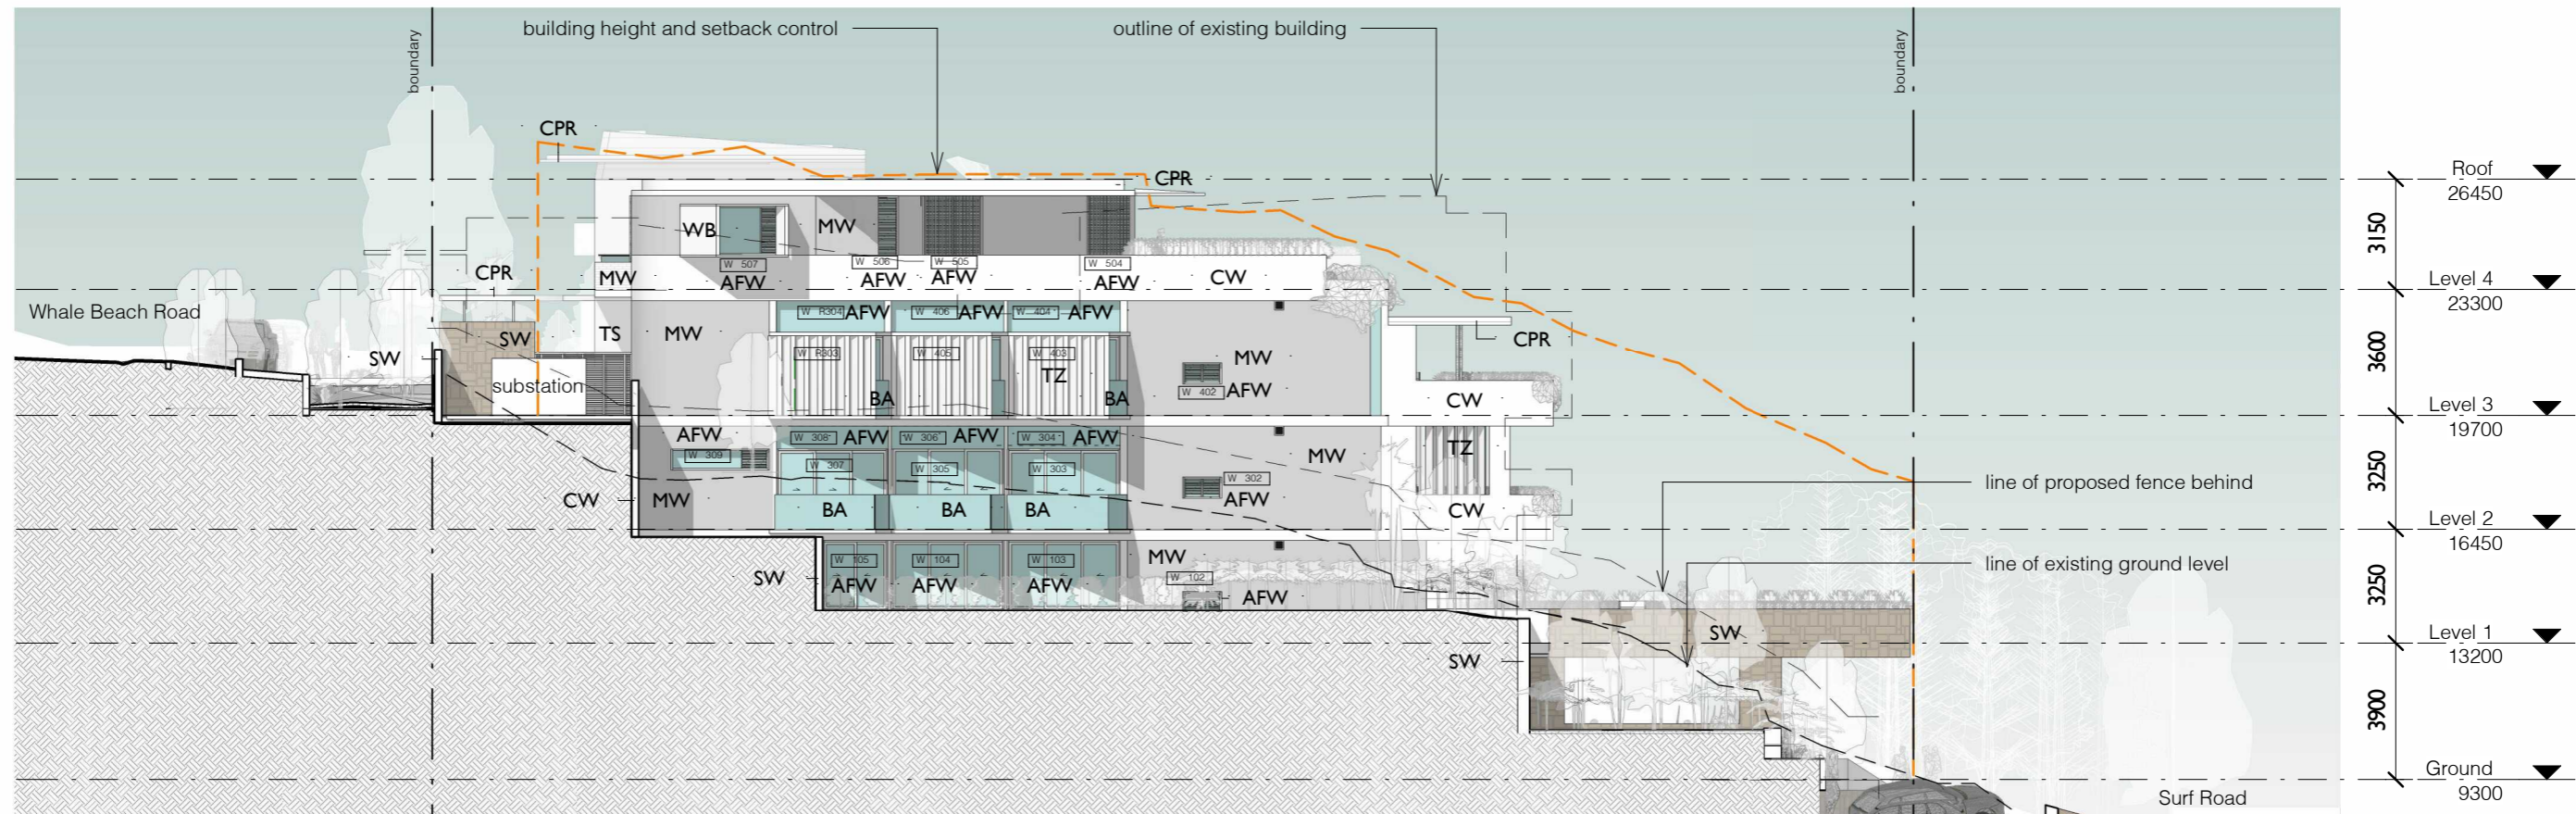 building height and setback control
outline of existing building
boundary
boundary
CPR
CPR
Roof
26450
3150
WB
MW
W 507
W 506
W 505
W 504
AFW
AFW
AFW
AFW
CW
MW
CPR
Level 4
23300
Whale Beach Road
W R304
AFW
W 406
AFW
W 404
AFW
SW
TS
MW
CPR
SW
W R303
W 405
W 403
TZ
MW
3600
substation
W 402
AFW
BA
BA
CW
Level 3
19700
AFW
W 308
AFW
W 306
AFW
W 304
AFW
TZ
W 309
W 307
W 305
W 303
MW
W 302
3250
line of proposed fence behind
CW
MW
AFW
BA
BA
BA
CW
Level 2
16450
W 105
W 104
W 103
MW
line of existing ground level
SW
AFW
AFW
AFW
W 102
AFW
3250
SW
Level 1
13200
SW
3900
Ground
9300
Surf Road